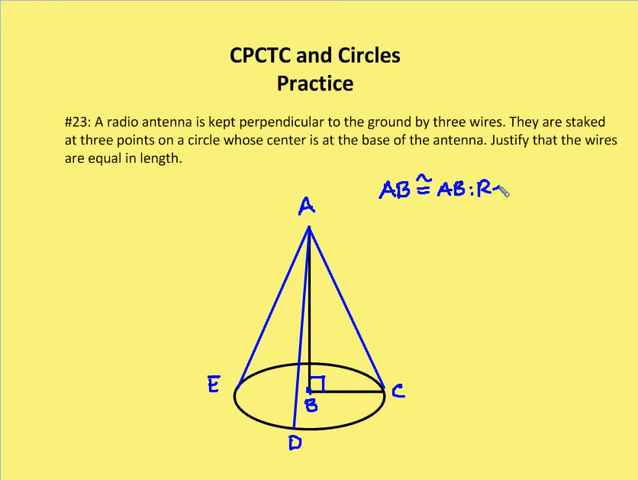 CPCTC and Circles
Practice
#23: A radio antenna is kept perpendicular to the ground by three wires. They are staked
at three points on a circle whose center is at the base of the antenna. Justify that the wires
are equal in length.
AB ≅ AB : R
A
E
B
C
D